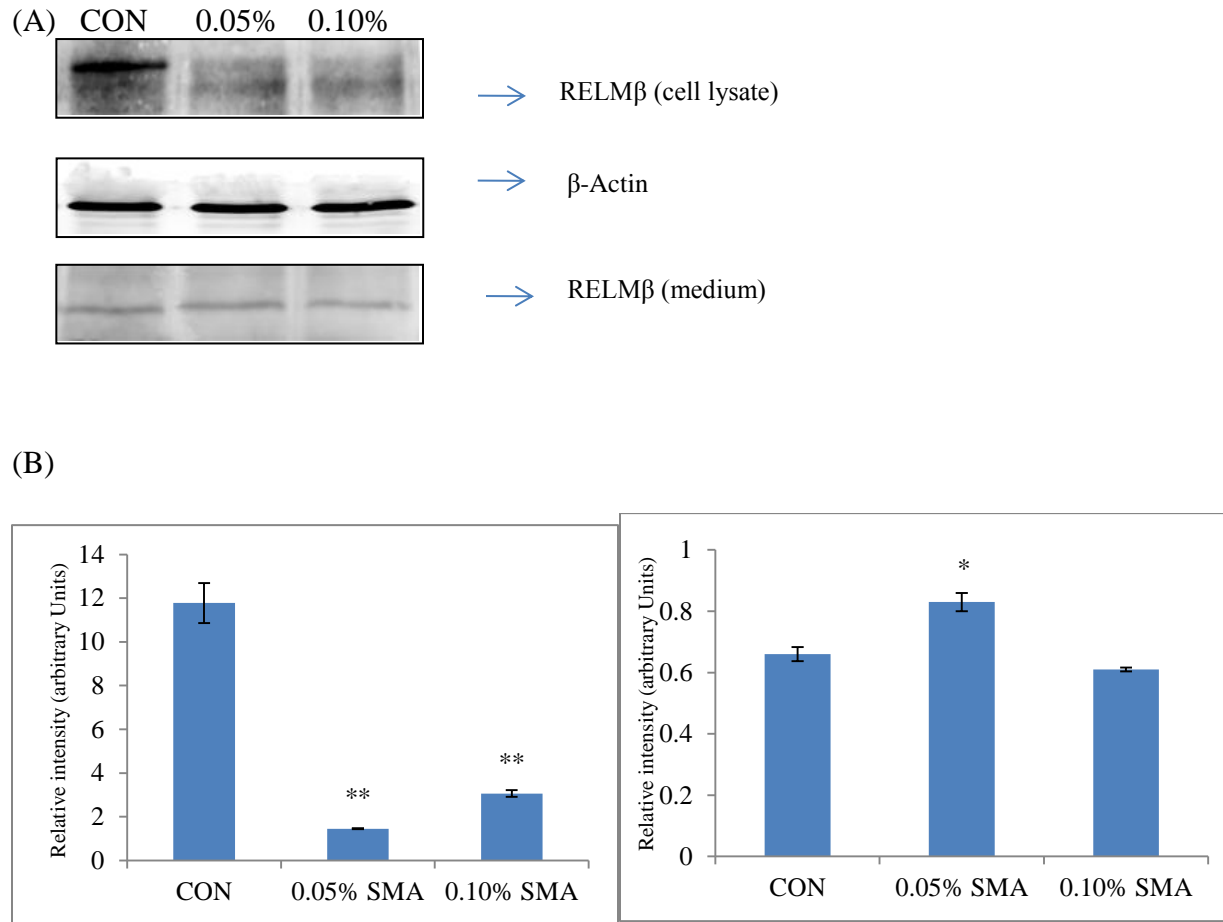 (A) CON 0.05% 0.10%
RELMβ (cell lysate)
β-Actin
RELMβ (medium)
(B)
Relative intensity (arbitrary Units)
14
12
10
8
6
4
2
0
**
**
CON 0.05% SMA 0.10% SMA
Relative intensity (arbitrary Units)
1
0.8
0.6
0.4
0.2
0
*
CON 0.05% SMA 0.10% SMA